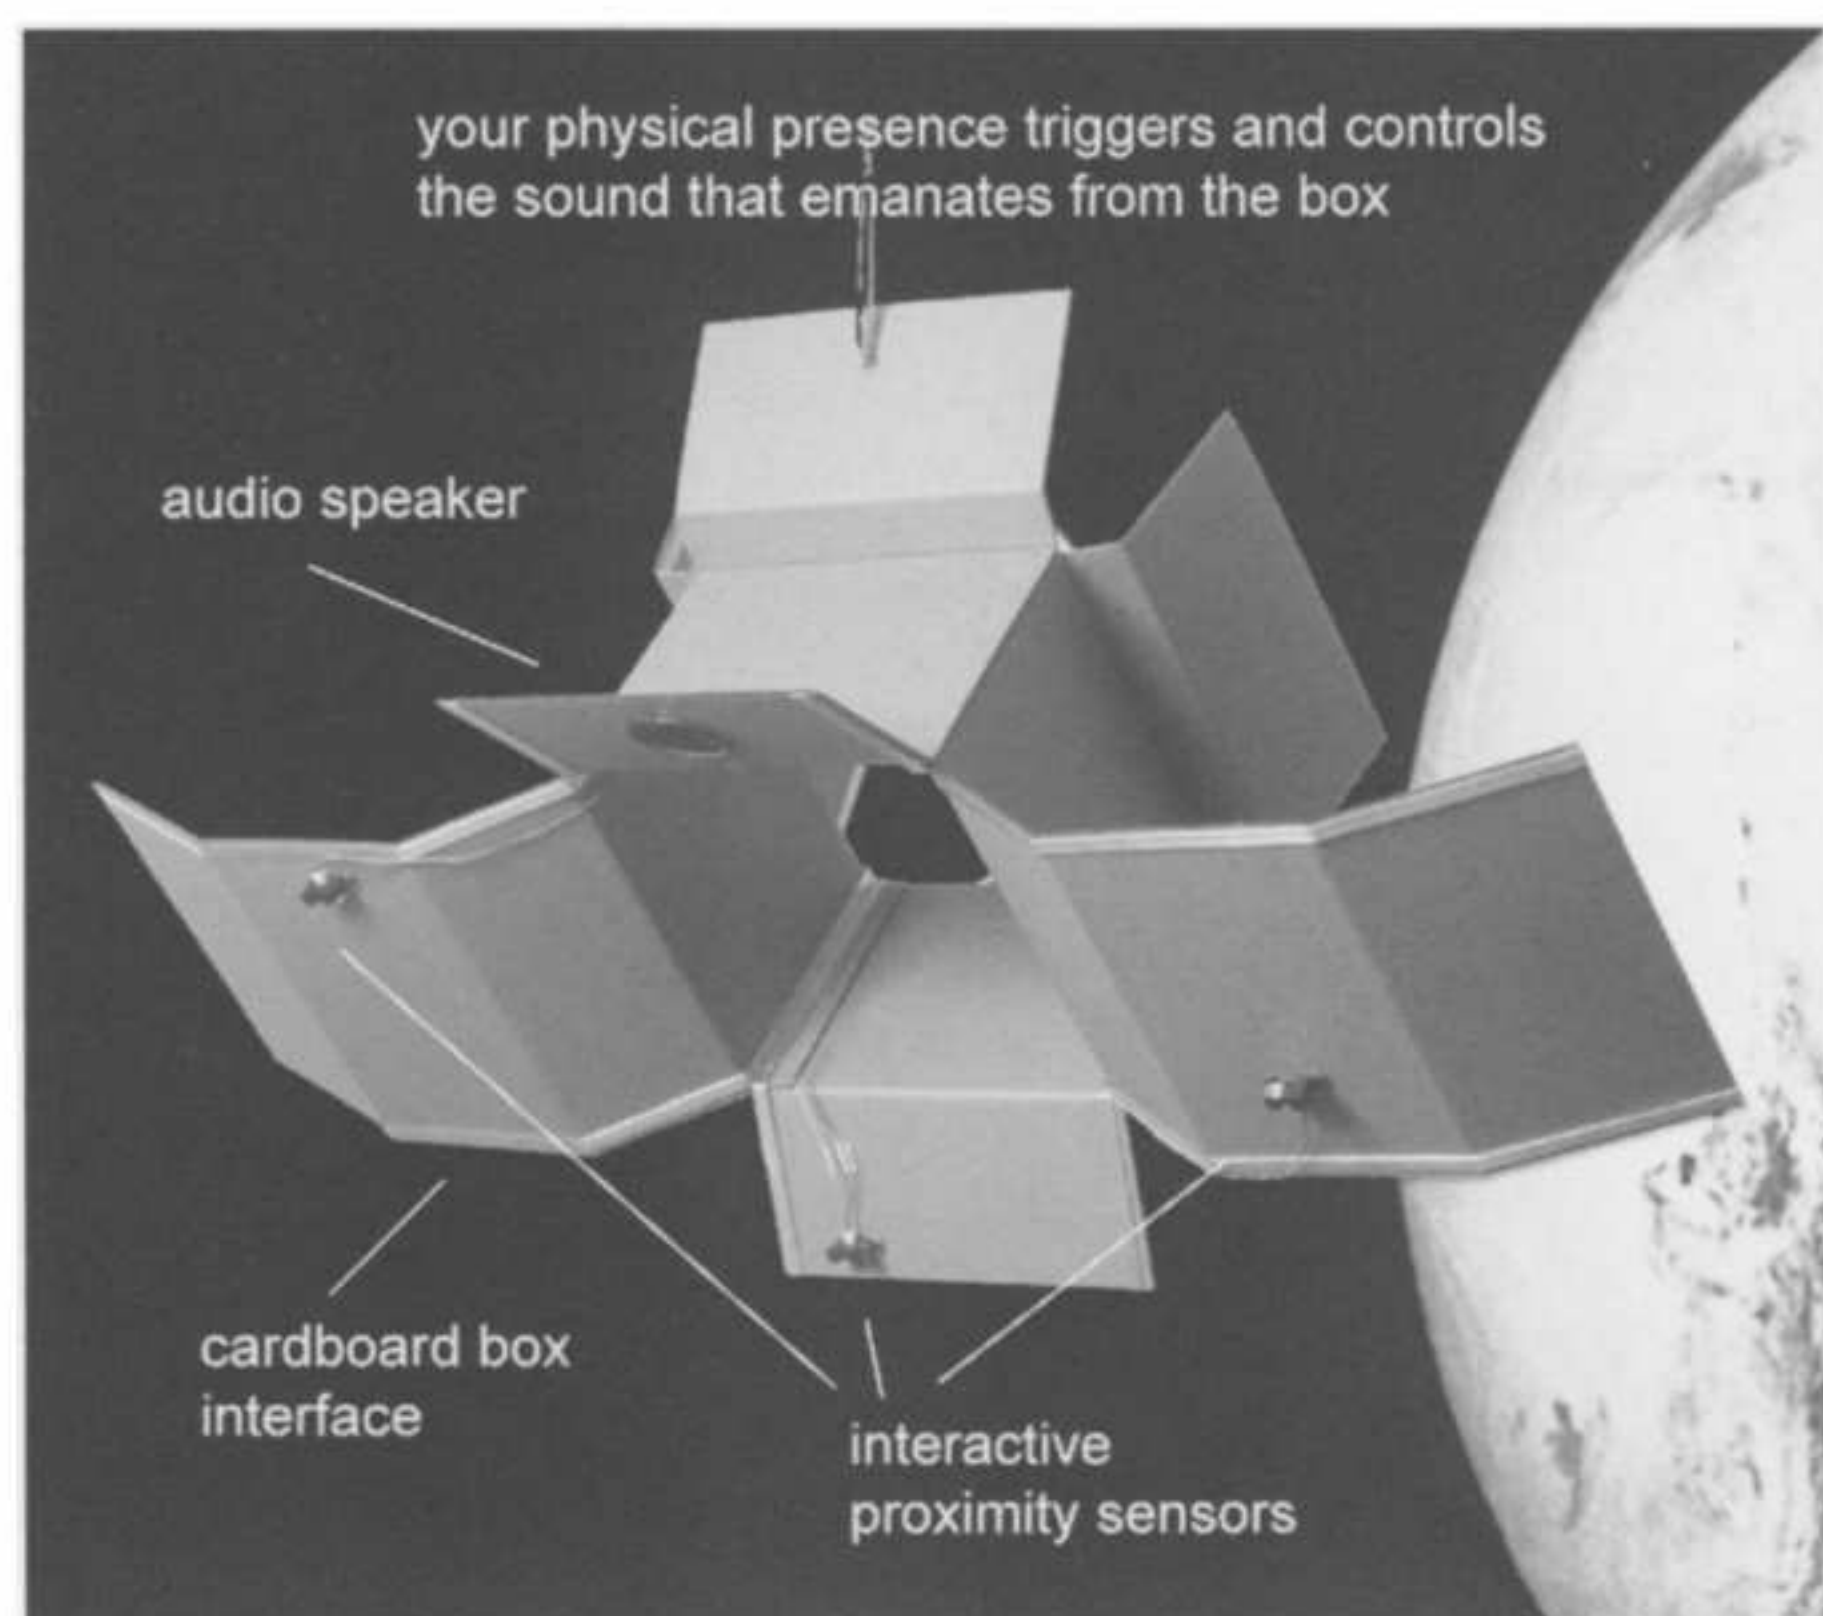 your physical presence triggers and controls
the sound that emanates from the box
audio speaker
cardboard box
interface
interactive
proximity sensors